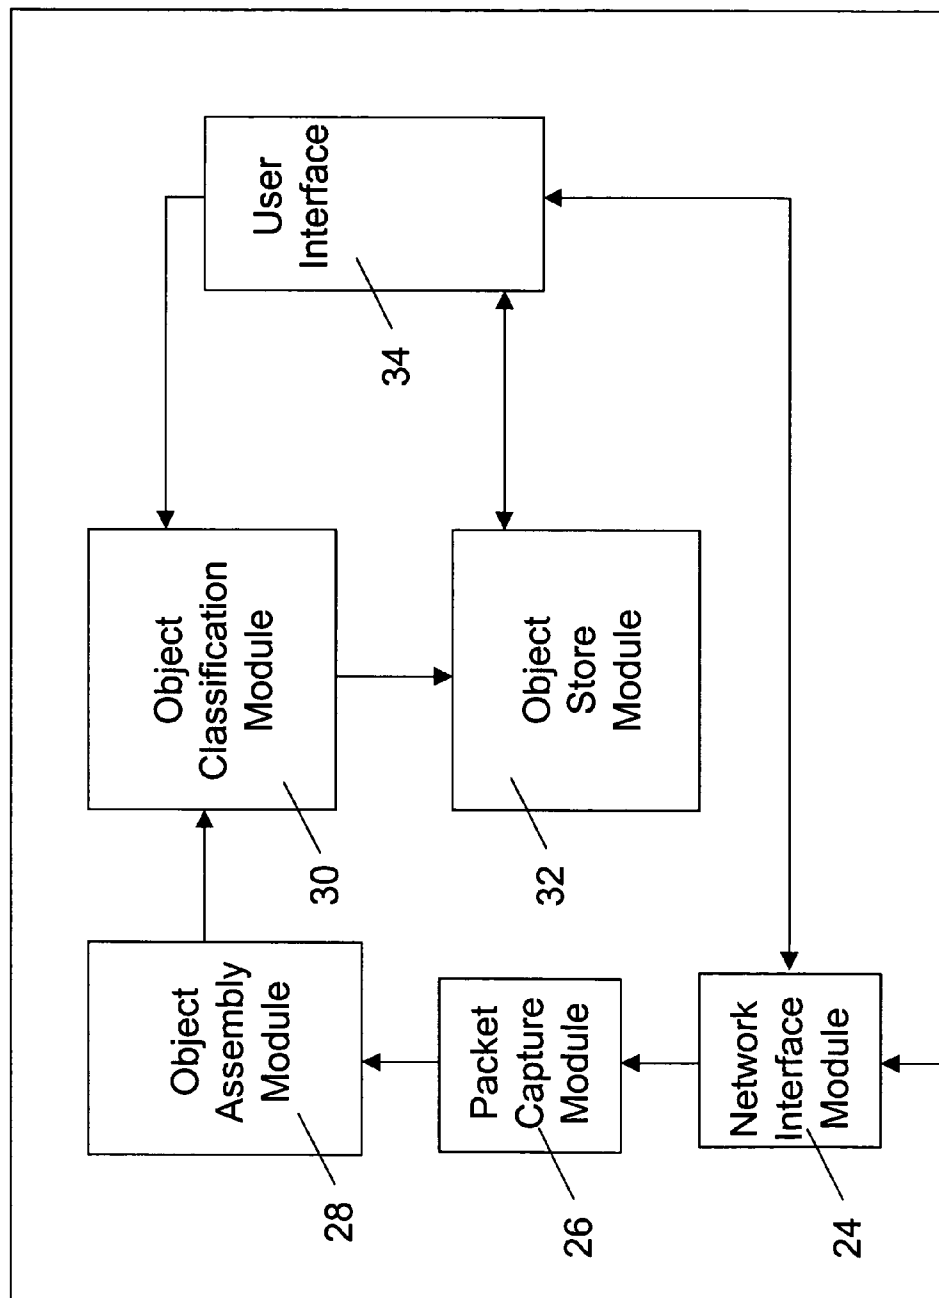 Object
Assembly
Module
28
Object
Classification
Module
30
User
Interface
34
Packet
Capture
Module
26
Object
Store
Module
32
Network
Interface
Module
24